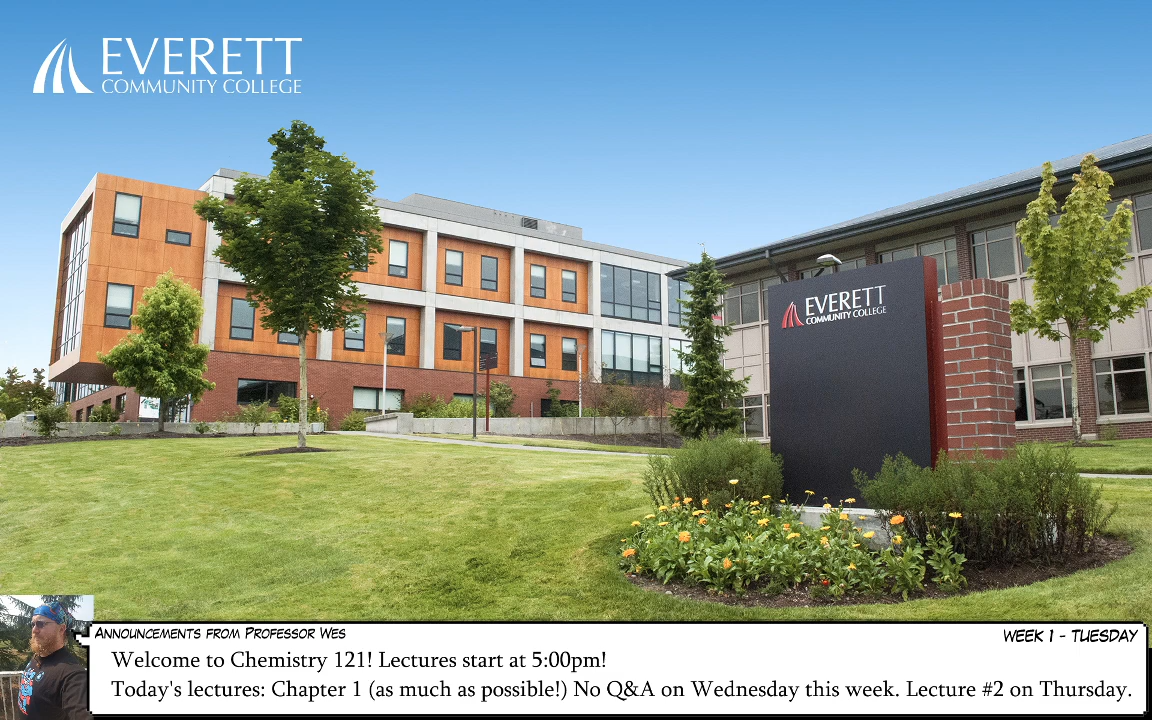 EVERETT
COMMUNITY COLLEGE
EVERETT
COMMUNITY COLLEGE
ANNOUNCEMENTS FROM PROFESSOR WES
WEEK 1 - TUESDAY
Welcome to Chemistry 121! Lectures start at 5:00pm!
Today's lectures: Chapter 1 (as much as possible!) No Q&A on Wednesday this week. Lecture #2 on Thursday.